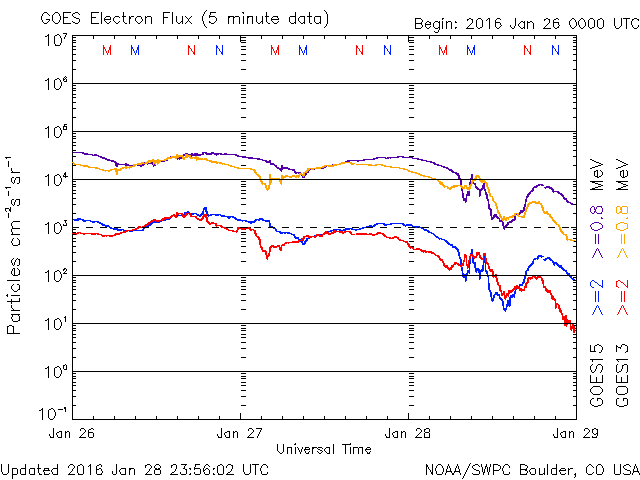 GOES Electron Flux (5 minute data)
Begin: 2016 Jan 26 0000 UTC
10⁷
M M N N M M N N M M N N
10⁶
10⁵
10⁴
10³
10²
10¹
10⁰
10⁻¹
Particles cm⁻²s⁻¹sr⁻¹
GOES15 >=2 >=0.8 MeV
GOES13 >=2 >=0.8 MeV
Jan 26 Jan 27 Jan 28 Jan 29
Universal Time
Updated 2016 Jan 28 23:56:02 UTC
NOAA/SWPC Boulder, CO USA